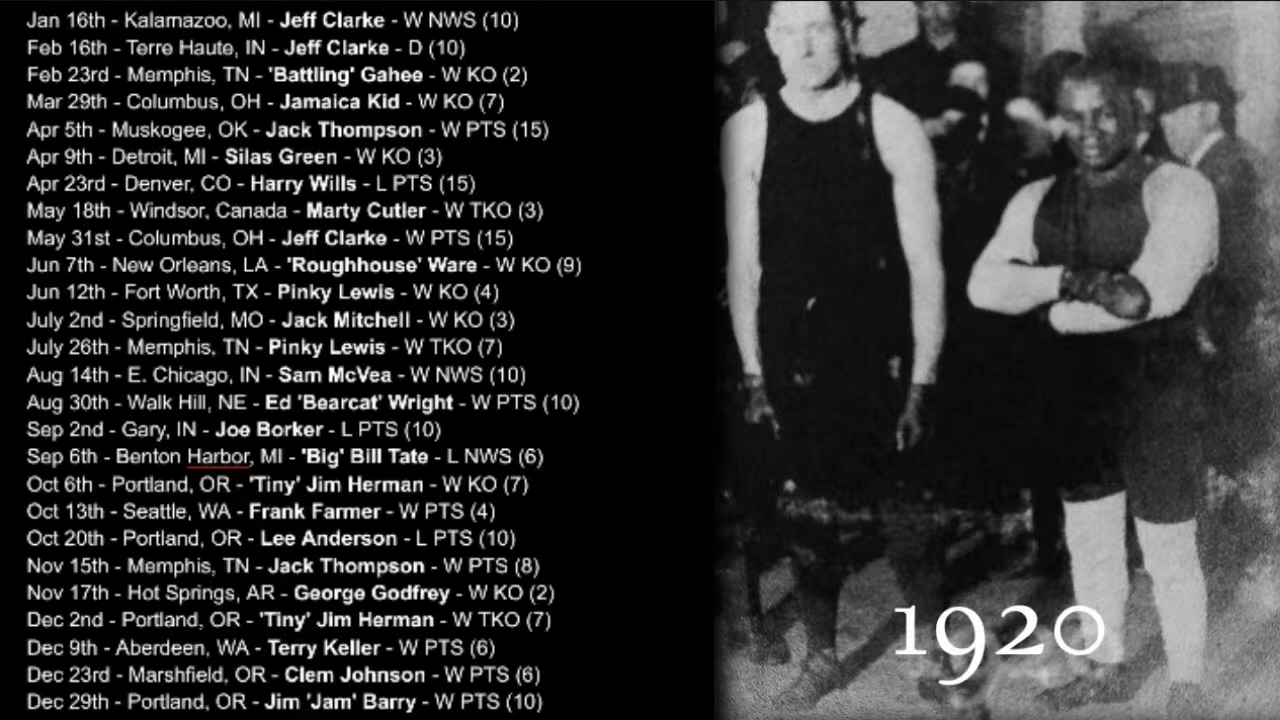 Jan 16th - Kalamazoo, MI - Jeff Clarke - W NWS (10)
Feb 16th - Terre Haute, IN - Jeff Clarke - D (10)
Feb 23rd - Memphis, TN - 'Battling' Gahee - W KO (2)
Mar 29th - Columbus, OH - Jamaica Kid - W KO (7)
Apr 5th - Muskogee, OK - Jack Thompson - W PTS (15)
Apr 9th - Detroit, MI - Silas Green - W KO (3)
Apr 23rd - Denver, CO - Harry Wills - L PTS (15)
May 18th - Windsor, Canada - Marty Cutler - W TKO (3)
May 31st - Columbus, OH - Jeff Clarke - W PTS (15)
Jun 7th - New Orleans, LA - 'Roughhouse' Ware - W KO (9)
Jun 12th - Fort Worth, TX - Pinky Lewis - W KO (4)
July 2nd - Springfield, MO - Jack Mitchell - W KO (3)
July 26th - Memphis, TN - Pinky Lewis - W TKO (7)
Aug 14th - E. Chicago, IN - Sam McVea - W NWS (10)
Aug 30th - Walk Hill, NE - Ed 'Bearcat' Wright - W PTS (10)
Sep 2nd - Gary, IN - Joe Borker - L PTS (10)
Sep 6th - Benton Harbor, MI - 'Big' Bill Tate - L NWS (6)
Oct 6th - Portland, OR - 'Tiny' Jim Herman - W KO (7)
Oct 13th - Seattle, WA - Frank Farmer - W PTS (4)
Oct 20th - Portland, OR - Lee Anderson - L PTS (10)
Nov 15th - Memphis, TN - Jack Thompson - W PTS (8)
Nov 17th - Hot Springs, AR - George Godfrey - W KO (2)
Dec 2nd - Portland, OR - 'Tiny' Jim Herman - W TKO (7)
Dec 9th - Aberdeen, WA - Terry Keller - W PTS (6)
Dec 23rd - Marshfield, OR - Clem Johnson - W PTS (6)
Dec 29th - Portland, OR - Jim 'Jam' Barry - W PTS (10)
1920